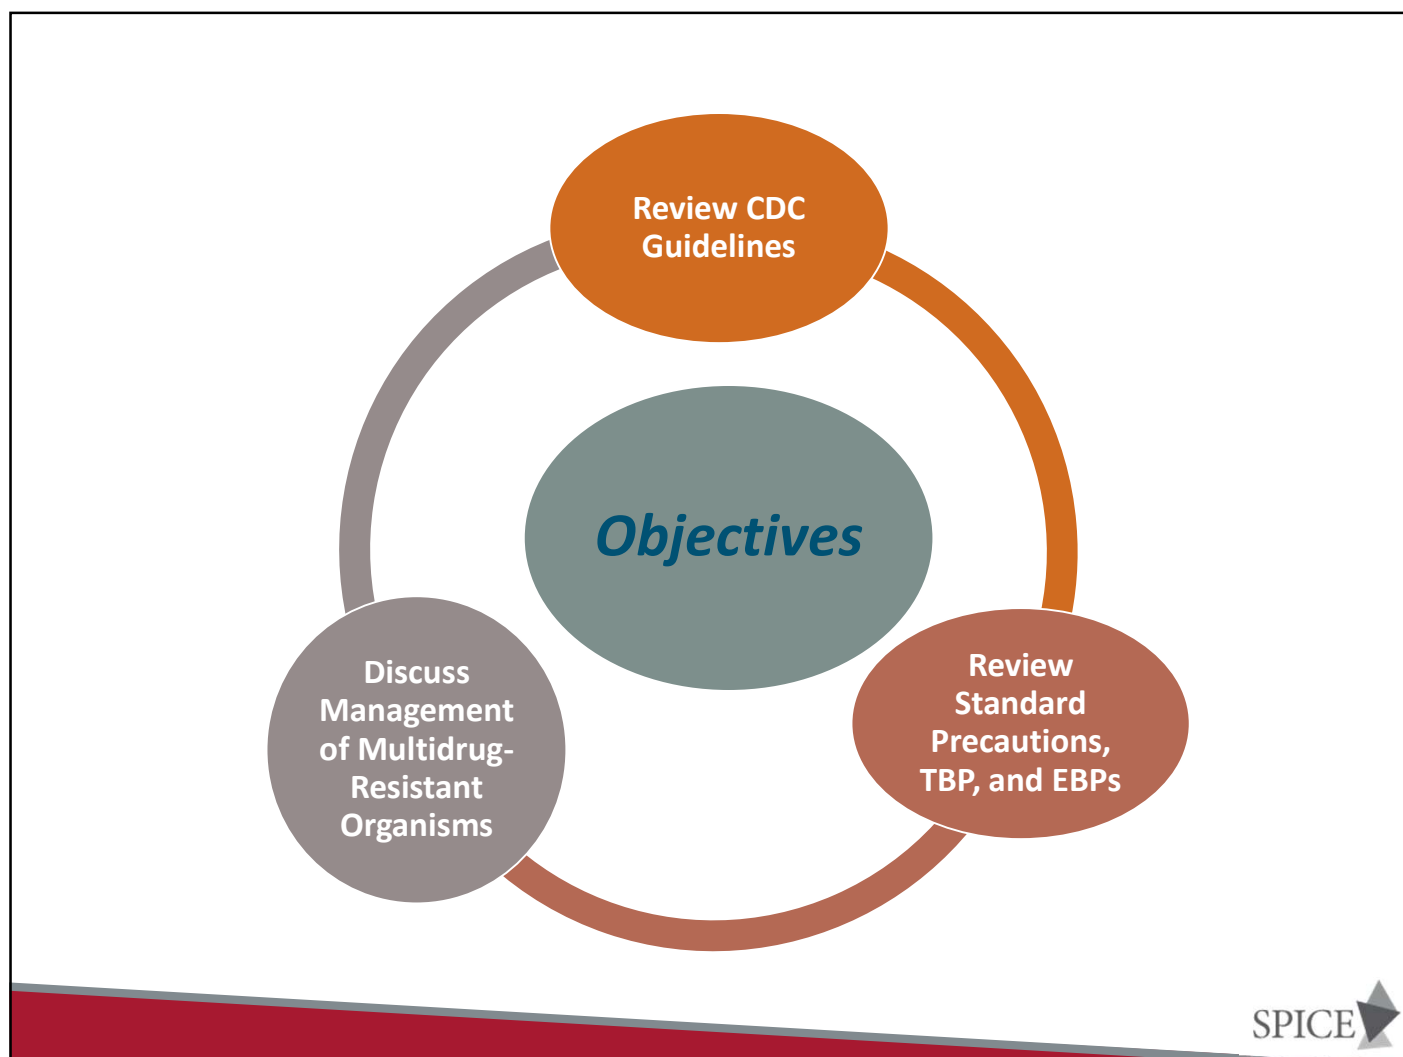 Review CDC
Guidelines
Objectives
Review
Standard
Precautions,
TBP, and EBPs
Discuss
Management
of Multidrug-
Resistant
Organisms
SPICE